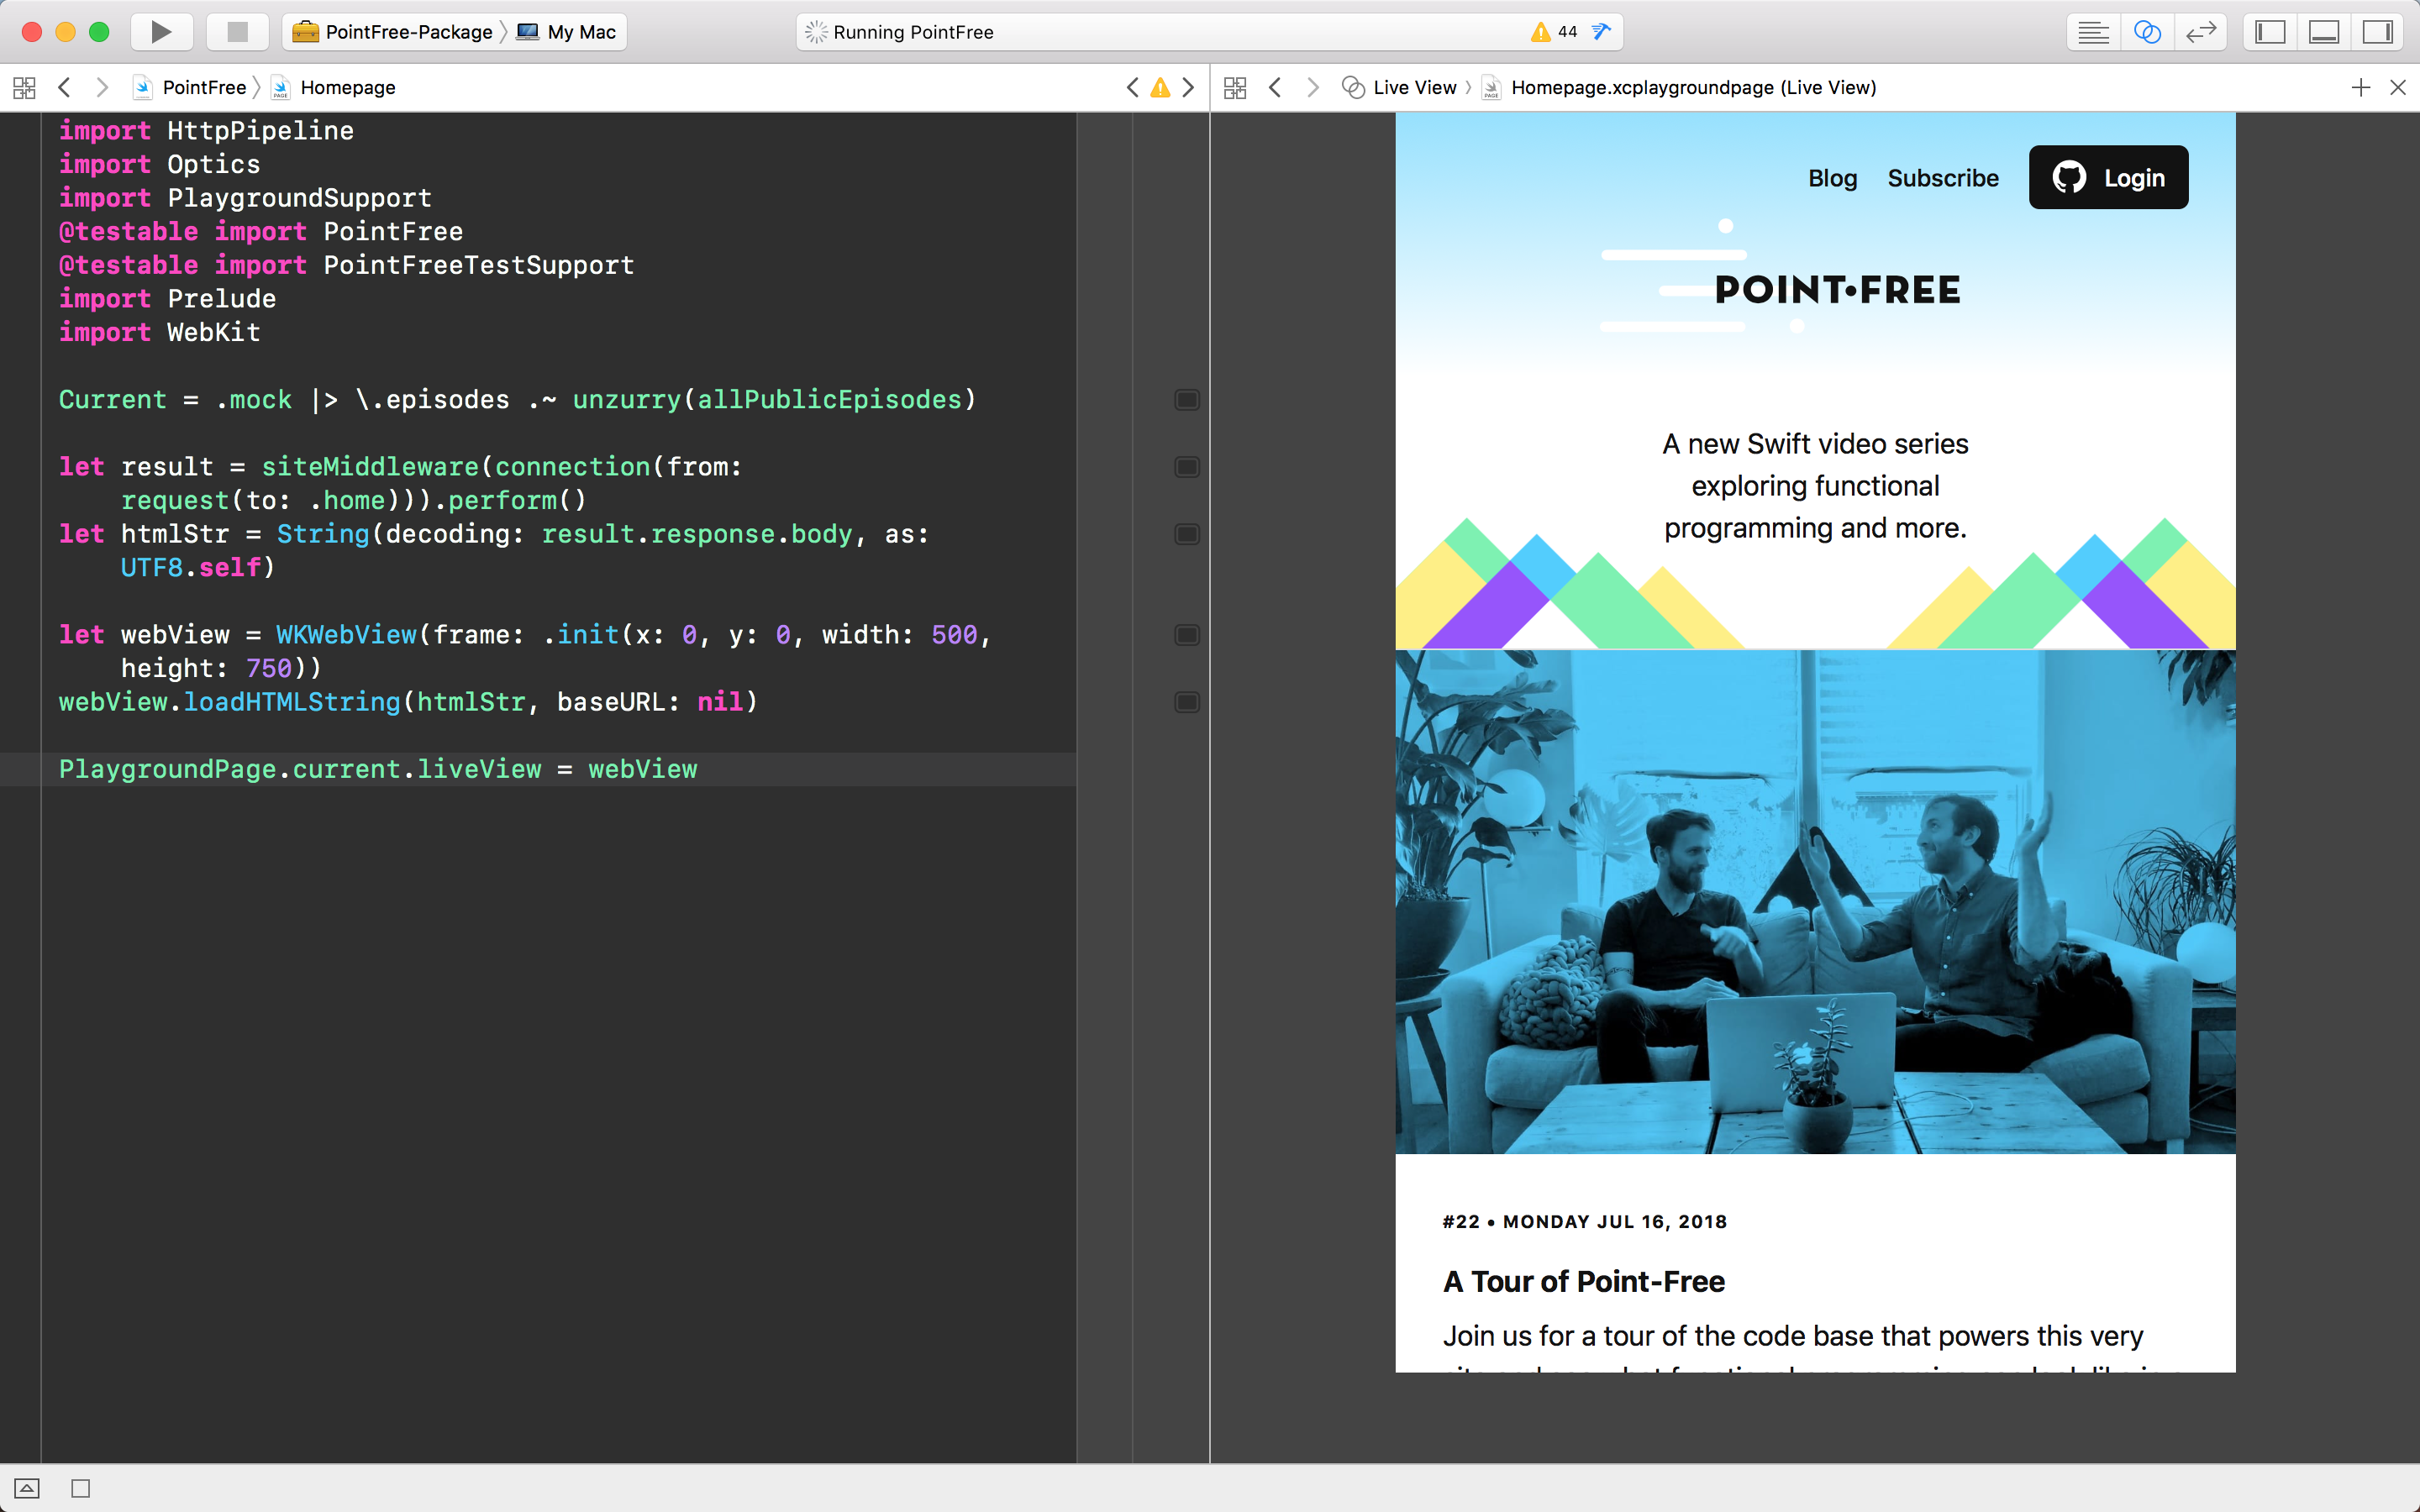 PointFree-Package 〉 My Mac
Running PointFree
44
PointFree 〉 Homepage
import HttpPipeline
import Optics
import PlaygroundSupport
@testable import PointFree
@testable import PointFreeTestSupport
import Prelude
import WebKit
Current = .mock |> \.episodes .~ unzurry(allPublicEpisodes)
let result = siteMiddleware(connection(from:
request(to: .home))).perform()
let htmlStr = String(decoding: result.response.body, as:
UTF8.self)
let webView = WKWebView(frame: .init(x: 0, y: 0, width: 500,
height: 750))
webView.loadHTMLString(htmlStr, baseURL: nil)
PlaygroundPage.current.liveView = webView
Live View 〉 Homepage.xcplaygroundpage (Live View)
Blog Subscribe Login
POINT•FREE
A new Swift video series
exploring functional
programming and more.
#22 • MONDAY JUL 16, 2018
A Tour of Point-Free
Join us for a tour of the code base that powers this very